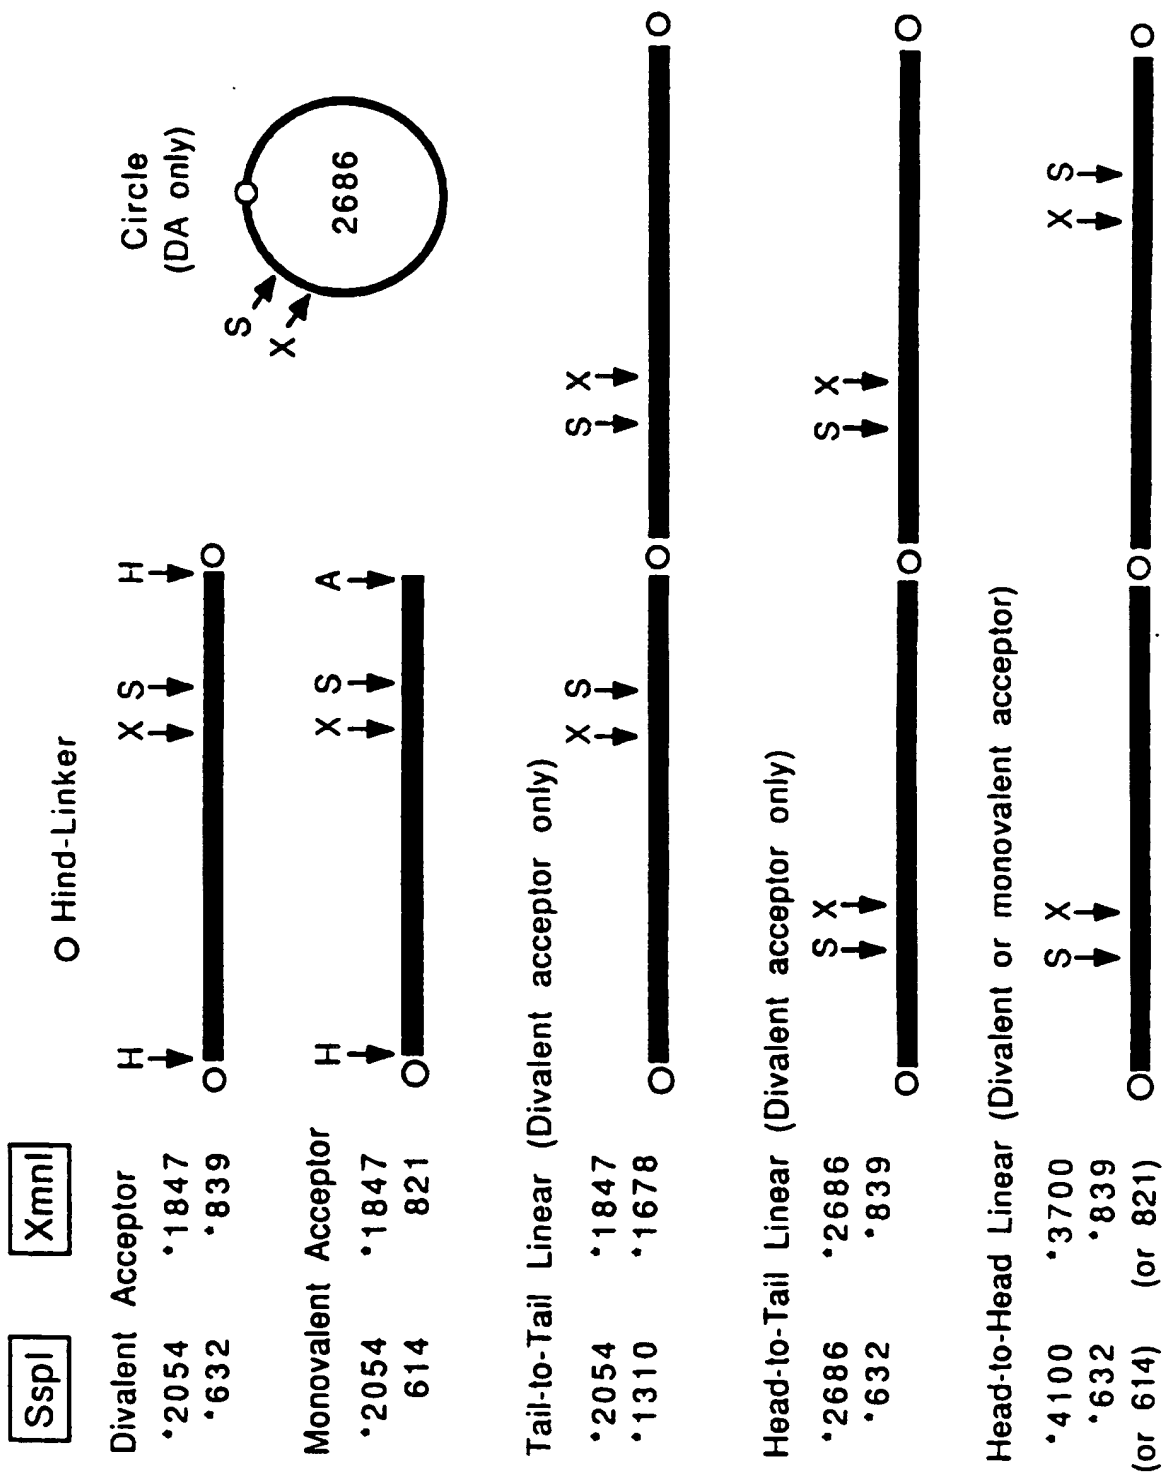 SspI XmnI
O Hind-Linker
Circle
(DA only)
S
X
2686
Divalent Acceptor
*2054 *1847
*632 *839
H X S H
Monovalent Acceptor
*2054 *1847
614 821
H X S A
Tail-to-Tail Linear (Divalent acceptor only)
*2054 *1847
*1310 *1678
X S S X
Head-to-Tail Linear (Divalent acceptor only)
*2686 *2686
*632 *839
S X S X
Head-to-Head Linear (Divalent or monovalent acceptor)
*4100 *3700
*632 *839
(or 614) (or 821)
S X X S